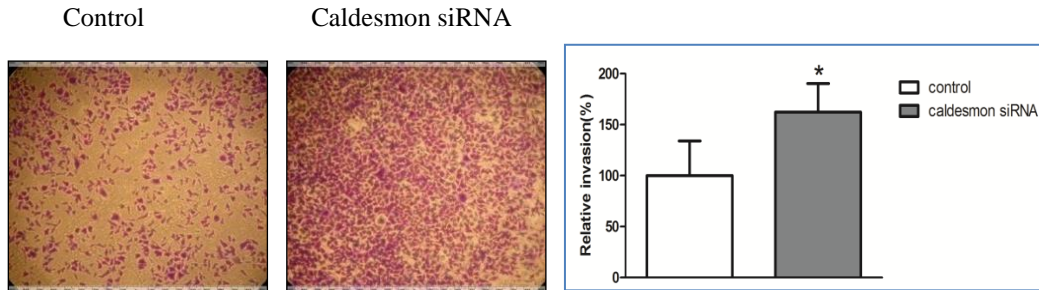 Control
Caldesmon siRNA
Relative invasion(%)
200
150
100
50
0
*
control
caldesmon siRNA